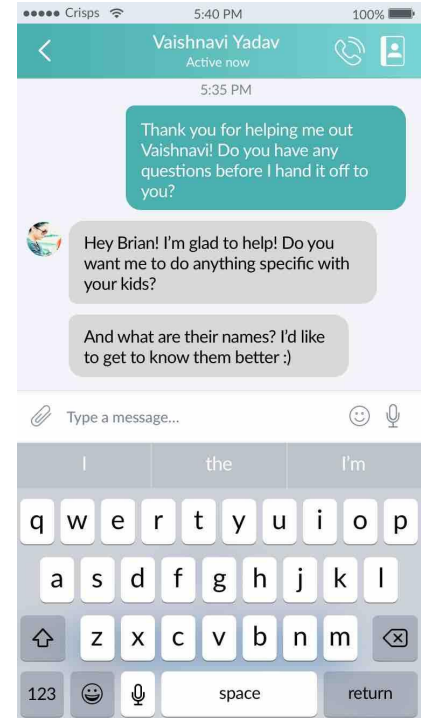 Crisps 5:40 PM 100%
Vaishnavi Yadav
Active now
5:35 PM
Thank you for helping me out
Vaishnavi! Do you have any
questions before I hand it off to
you?
Hey Brian! I'm glad to help! Do you
want me to do anything specific with
your kids?
And what are their names? I'd like
to get to know them better :)
Type a message...
I the I'm
q w e r t y u i o p
a s d f g h j k l
z x c v b n m
123 space return